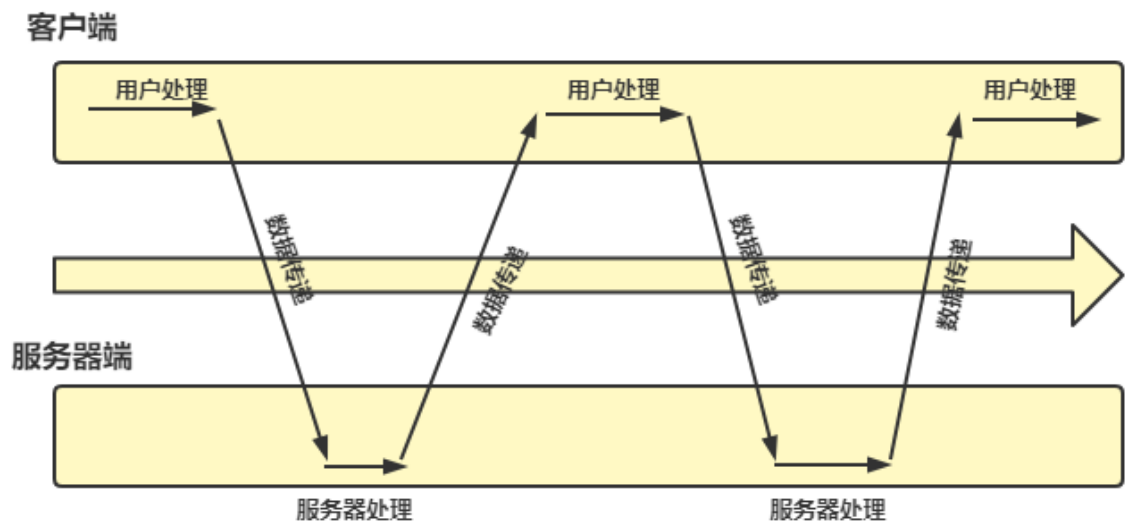 客户端
用户处理
用户处理
用户处理
数据传递
数据传递
数据传递
数据传递
服务器端
服务器处理
服务器处理